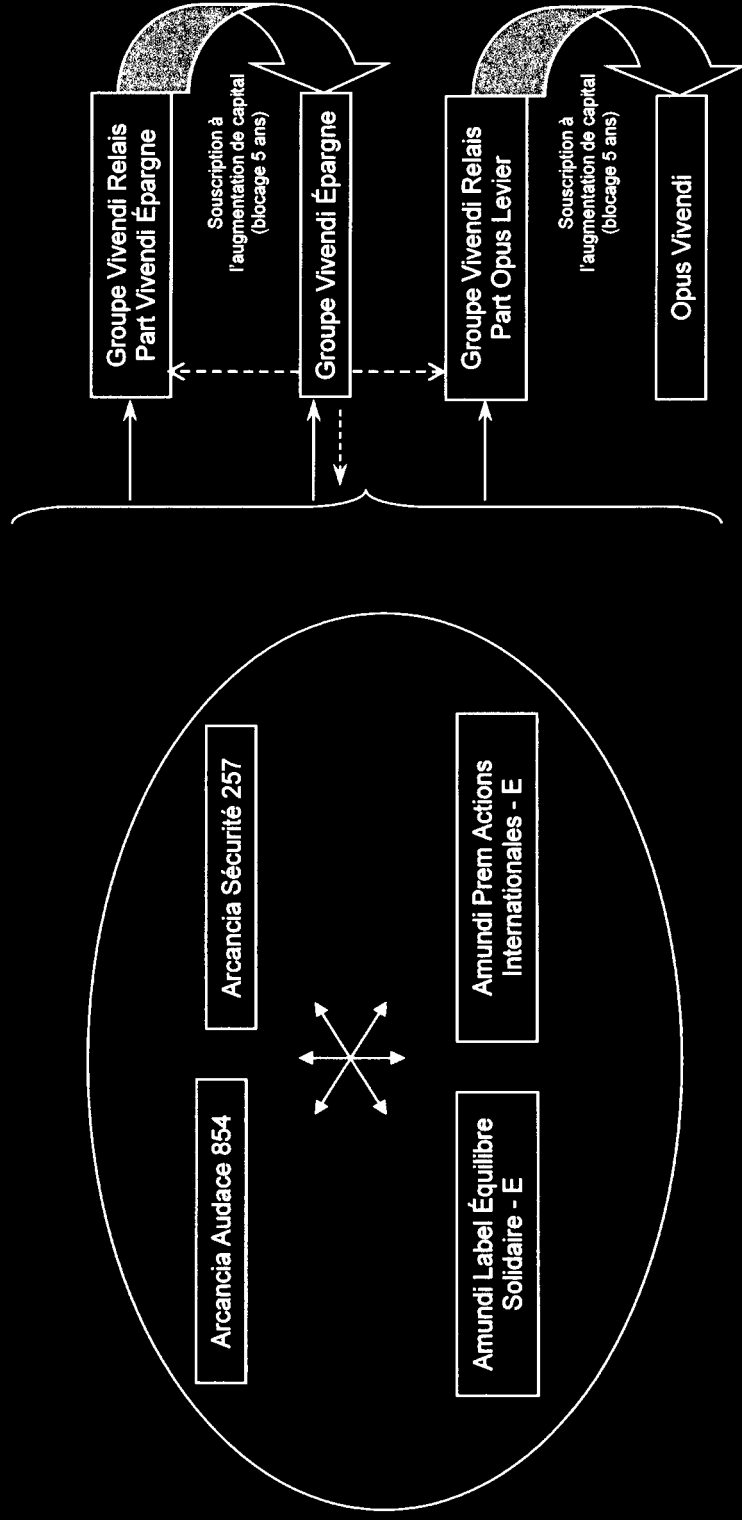 Arcancia Audace 854
Arcancia Sécurité 257
Amundi Label Équilibre
Solidaire - E
Amundi Prem Actions
Internationales - E
Groupe Vivendi Relais
Part Vivendi Épargne
Souscription à
l'augmentation de capital
(blocage 5 ans)
Groupe Vivendi Épargne
Groupe Vivendi Relais
Part Opus Levier
Souscription à
l'augmentation de capital
(blocage 5 ans)
Opus Vivendi